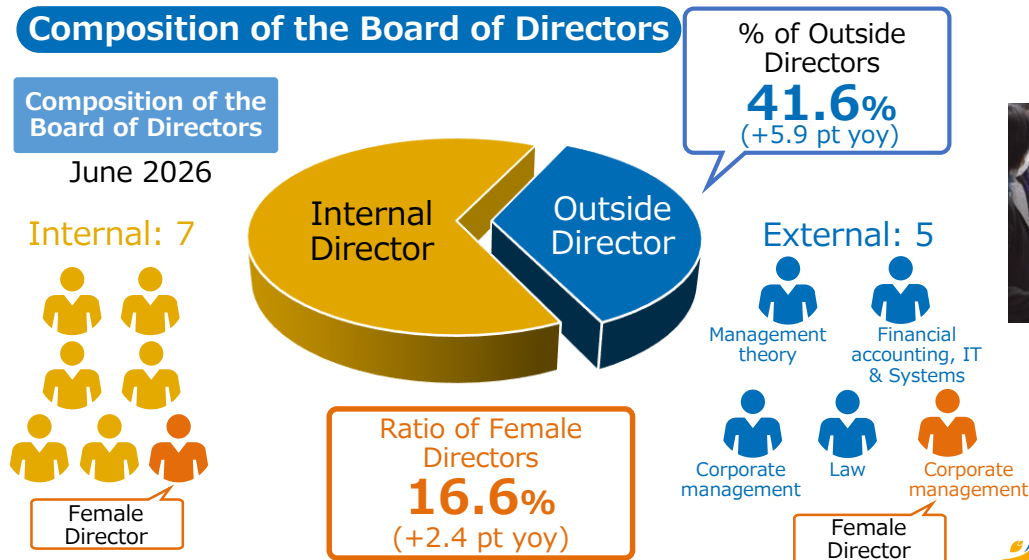 Composition of the Board of Directors
% of Outside
Directors
41.6%
(+5.9 pt yoy)
Composition of the
Board of Directors
June 2026
Internal: 7
Internal
Director
Outside
Director
External: 5
Management
theory
Financial
accounting, IT
& Systems
Corporate
management
Law
Corporate
management
Female
Director
Ratio of Female
Directors
16.6%
(+2.4 pt yoy)
Female
Director